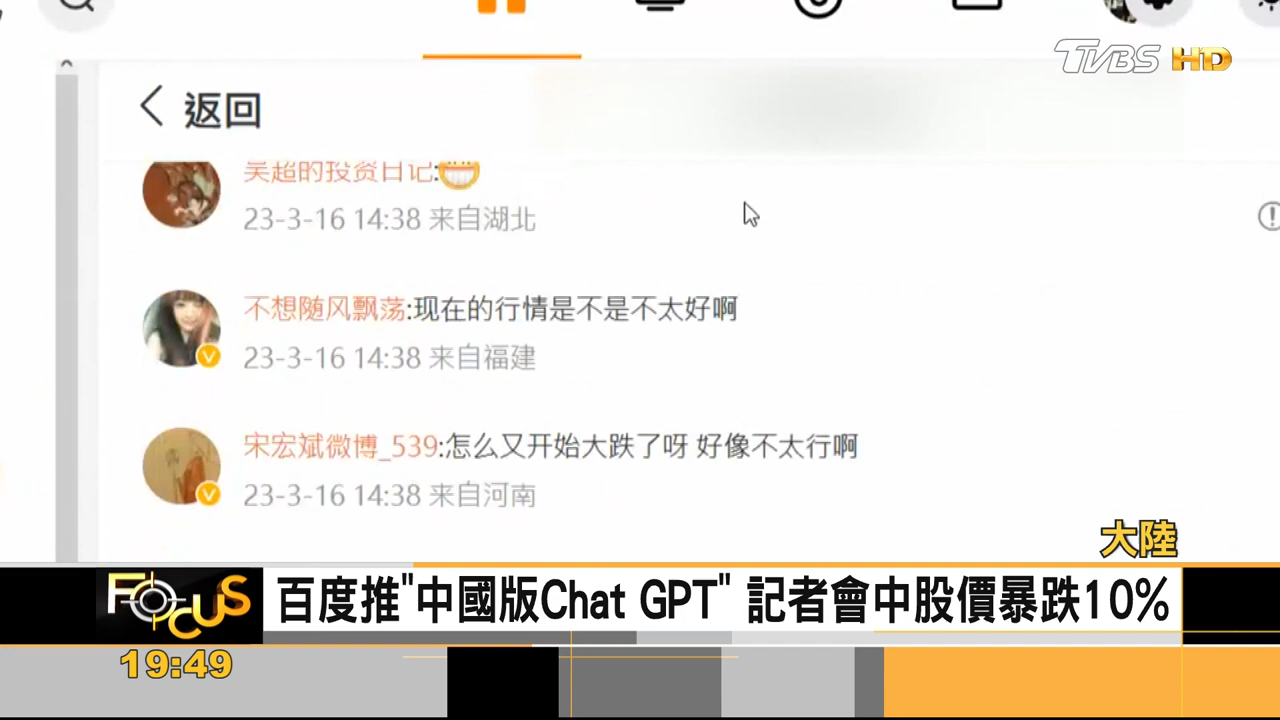 TVBS HD
返回
吴超的投资日记:
23-3-16 14:38 来自湖北
不想随风飘荡:现在的行情是不是不太好啊
23-3-16 14:38 来自福建
宋宏斌微博_539:怎么又开始大跌了呀 好像不太行啊
23-3-16 14:38 来自河南
大陸
FOCUS
百度推"中國版Chat GPT" 記者會中股價暴跌10%
19:49